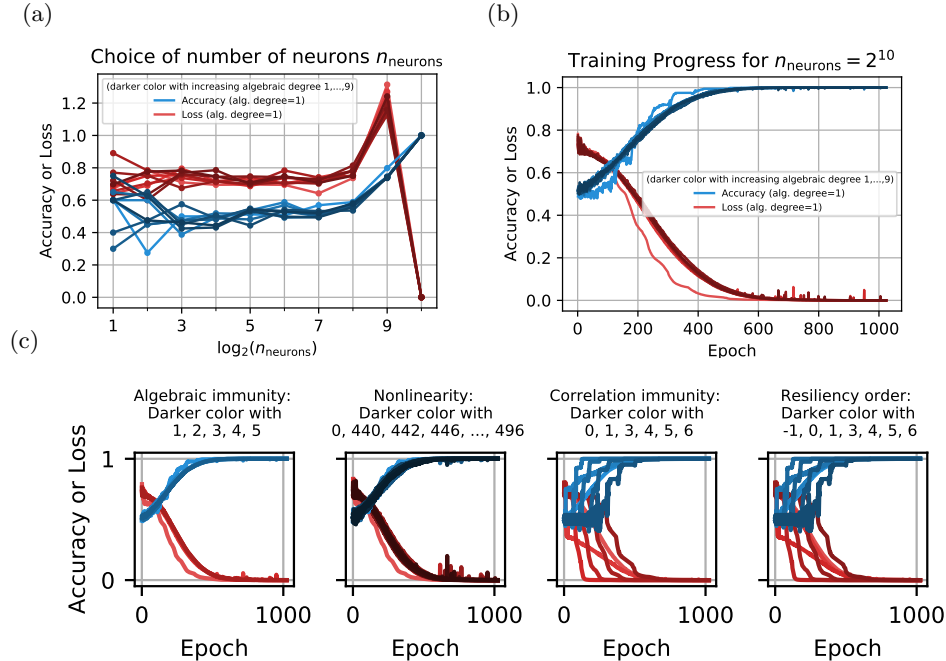 (a)
Choice of number of neurons n_neurons
(darker color with increasing algebraic degree 1,...,9)
Accuracy (alg. degree=1)
Loss (alg. degree=1)
Accuracy or Loss
1.2
1.0
0.8
0.6
0.4
0.2
0.0
1 3 5 7 9
log₂(n_neurons)
(b)
Training Progress for n_neurons = 2¹⁰
(darker color with increasing algebraic degree 1,...,9)
Accuracy (alg. degree=1)
Loss (alg. degree=1)
Accuracy or Loss
1.0
0.8
0.6
0.4
0.2
0.0
0 200 400 600 800 1000
Epoch
(c)
Accuracy or Loss
Algebraic immunity:
Darker color with
1, 2, 3, 4, 5
1
0
0 1000
Epoch
Nonlinearity:
Darker color with
0, 440, 442, 446, ..., 496
0 1000
Epoch
Correlation immunity:
Darker color with
0, 1, 3, 4, 5, 6
0 1000
Epoch
Resiliency order:
Darker color with
-1, 0, 1, 3, 4, 5, 6
0 1000
Epoch